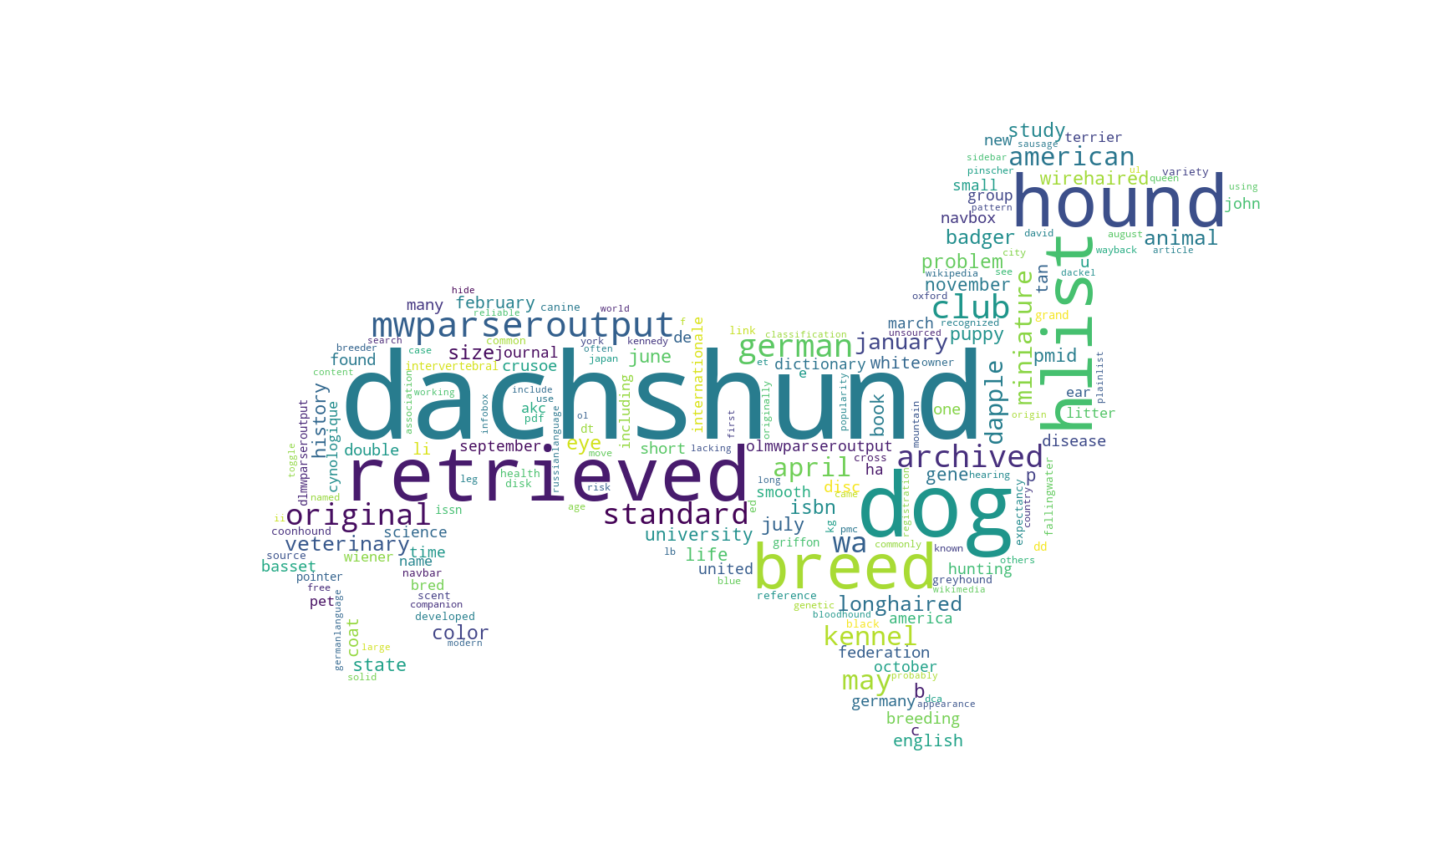 study
new
sausage
terrier
sidebar
american
pinscher
ul
variety
small
wirehaired
queen
using
group
hound
john
pattern
navbox
david
august
animal
badger
hlist
wayback
article
city
problem
u
wikipedia
see
dackel
tan
november
miniature
hide
oxford
club
grand
many
february
canine
world
reliable
march
recognized
mwparseroutput
f
de
link
classification
unsourced
puppy
search
common
york
kennedy
german
january
breeder
case
size
journal
often
june
internationale
et
dictionary
white
owner
pmid
plainlist
found
intervertebral
crusoe
japan
e
content
dachshund
ear
working
include
use
infobox
including
originally
popularity
book
one
dapple
origin
litter
association
akc
pdf
ol
first
mountain
history
cynologique
double
li
september
eye
dt
short
lacking
olmwparseroutput
disease
toggle
dlmwparseroutput
russianlanguage
move
cross
archived
retrieved
april
ha
leg
health
disk
risk
long
disc
gene
hearing
p
named
smooth
came
age
ed
isbn
registration
dog
expectancy
country
fallingwater
ii
original
issn
standard
july
kg
pmc
coonhound
science
university
griffon
wa
commonly
known
dd
veterinary
time
lb
life
breed
others
source
wiener
name
basset
united
hunting
pointer
navbar
blue
greyhound
free
bred
reference
wikimedia
pet
scent
companion
genetic
longhaired
developed
bloodhound
america
germanlanguage
coat
color
black
modern
kennel
large
federation
state
october
solid
may
probably
b
germany
dca
appearance
breeding
c
english